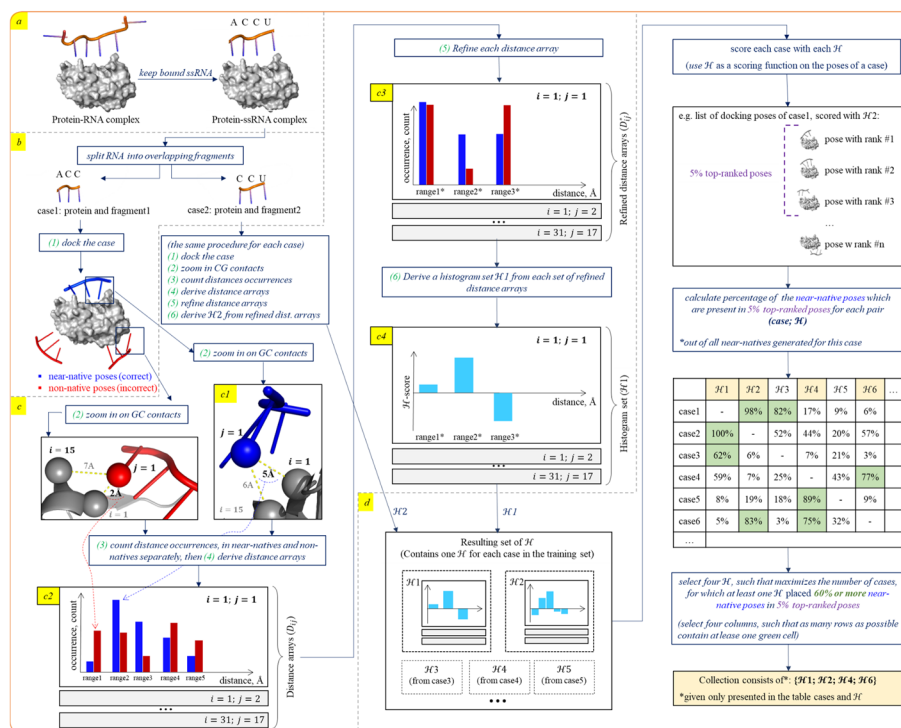 a
A C C U
keep bound ssRNA
Protein-RNA complex
Protein-ssRNA complex
b
split RNA into overlapping fragments
A C C
C C U
case1: protein and fragment1
case2: protein and fragment2
(1) dock the case
(the same procedure for each case)
(1) dock the case
(2) zoom in CG contacts
(3) count distances occurrences
(4) derive distance arrays
(5) refine distance arrays
(6) derive ℋ2 from refined dist. arrays
near-native poses (correct)
non-native poses (incorrect)
(2) zoom in on GC contacts
c
(2) zoom in on GC contacts
i = 15
7Å
j = 1
2Å
i = 1
c1
j = 1
i = 1
5Å
6Å
i = 15
(3) count distance occurrences, in near-natives and non-
natives separately, then (4) derive distance arrays
c2
i = 1; j = 1
occurrence, count
range1 range2 range3 range4 range5
distance, Å
i = 1; j = 2
•••
i = 31; j = 17
Distance arrays (Dij)
(5) Refine each distance array
c3
i = 1; j = 1
occurrence, count
range1* range2* range3*
distance, Å
i = 1; j = 2
•••
i = 31; j = 17
Refined distance arrays (D*ij)
(6) Derive a histogram set ℋ1 from each set of refined
distance arrays
c4
i = 1; j = 1
ℋ-score
range1* range2* range3*
distance, Å
i = 1; j = 2
•••
i = 31; j = 17
Histogram set (ℋ1)
d
ℋ2
ℋ1
Resulting set of ℋ
(Contains one ℋ for each case in the training set)
ℋ1
ℋ2
ℋ3
(from case3)
ℋ4
(from case4)
ℋ5
(from case5)
•••
score each case with each ℋ
(use ℋ as a scoring function on the poses of a case)
e.g. list of docking poses of case1, scored with ℋ2:
pose with rank #1
pose with rank #2
5% top-ranked poses
pose with rank #3
...
pose w rank #n
calculate percentage of the near-native poses which
are present in 5% top-ranked poses for each pair
(case; ℋ)
*out of all near-natives generated for this case
ℋ1 ℋ2 ℋ3 ℋ4 ℋ5 ℋ6 ...
case1 - 98% 82% 17% 9% 6%
case2 100% - 52% 44% 20% 57%
case3 62% 6% - 7% 21% 3%
case4 59% 7% 25% - 43% 77%
case5 8% 19% 18% 89% - 9%
case6 5% 83% 3% 75% 32% -
...
select four ℋ, such that maximizes the number of cases,
for which at least one ℋ placed 60% or more near-
native poses in 5% top-ranked poses
(select four columns, such that as many rows as possible
contain at least one green cell)
Collection consists of*: {ℋ1; ℋ2; ℋ4; ℋ6}
*given only presented in the table cases and ℋ